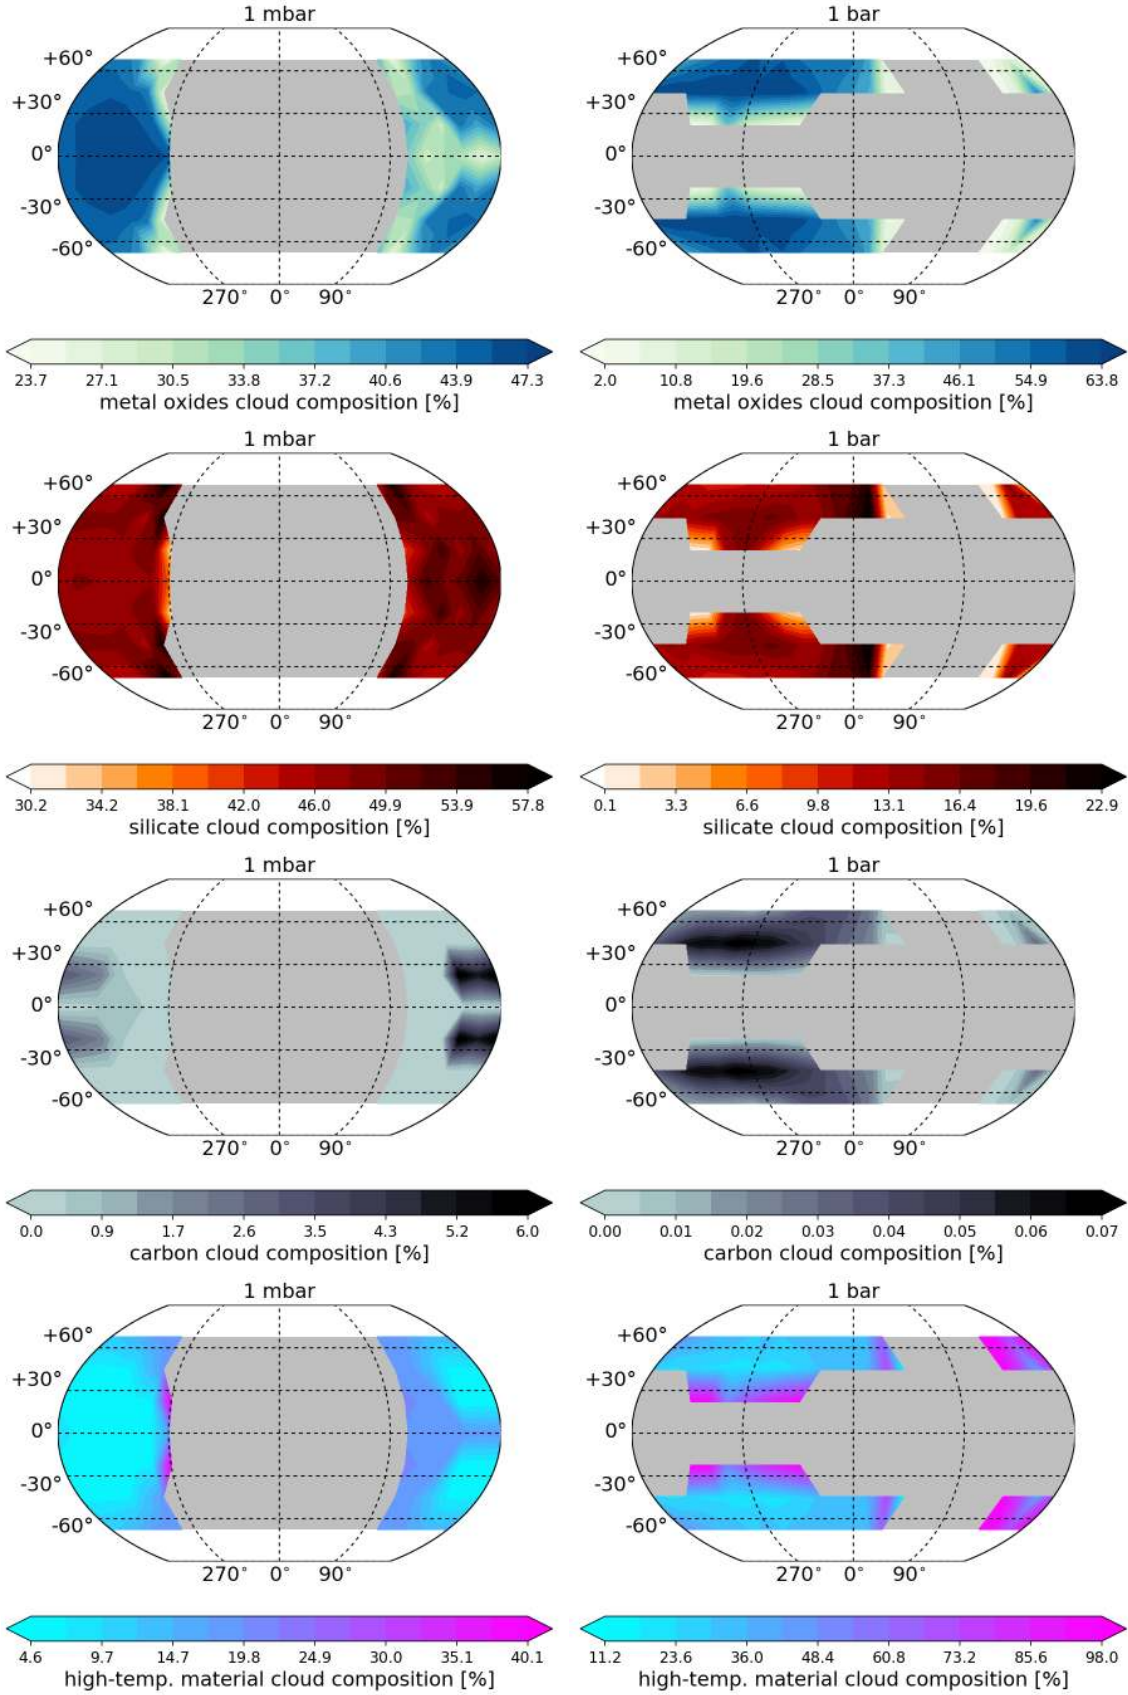 1 mbar 1 bar
+60° +60°
+30° +30°
0° 0°
-30° -30°
-60° -60°
270° 0° 90° 270° 0° 90°
23.7 27.1 30.5 33.8 37.2 40.6 43.9 47.3 2.0 10.8 19.6 28.5 37.3 46.1 54.9 63.8
metal oxides cloud composition [%] metal oxides cloud composition [%]
1 mbar 1 bar
+60° +60°
+30° +30°
0° 0°
-30° -30°
-60° -60°
270° 0° 90° 270° 0° 90°
30.2 34.2 38.1 42.0 46.0 49.9 53.9 57.8 0.1 3.3 6.6 9.8 13.1 16.4 19.6 22.9
silicate cloud composition [%] silicate cloud composition [%]
1 mbar 1 bar
+60° +60°
+30° +30°
0° 0°
-30° -30°
-60° -60°
270° 0° 90° 270° 0° 90°
0.0 0.9 1.7 2.6 3.5 4.3 5.2 6.0 0.00 0.01 0.02 0.03 0.04 0.05 0.06 0.07
carbon cloud composition [%] carbon cloud composition [%]
1 mbar 1 bar
+60° +60°
+30° +30°
0° 0°
-30° -30°
-60° -60°
270° 0° 90° 270° 0° 90°
4.6 9.7 14.7 19.8 24.9 30.0 35.1 40.1 11.2 23.6 36.0 48.4 60.8 73.2 85.6 98.0
high-temp. material cloud composition [%] high-temp. material cloud composition [%]